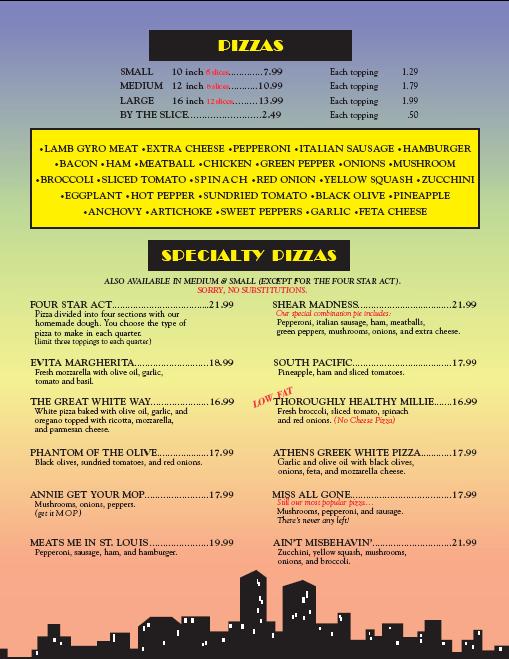 PIZZAS
SMALL 10 inch 6 slices............7.99 Each topping 1.29
MEDIUM 12 inch 8 slices..........10.99 Each topping 1.79
LARGE 16 inch 12 slices........13.99 Each topping 1.99
BY THE SLICE......................2.49 Each topping .50
•LAMB GYRO MEAT •EXTRA CHEESE •PEPPERONI •ITALIAN SAUSAGE •HAMBURGER
•BACON •HAM •MEATBALL •CHICKEN •GREEN PEPPER •ONIONS •MUSHROOM
•BROCCOLI •SLICED TOMATO •SPINACH •RED ONION •YELLOW SQUASH •ZUCCHINI
•EGGPLANT •HOT PEPPER •SUNDRIED TOMATO •BLACK OLIVE •PINEAPPLE
•ANCHOVY •ARTICHOKE •SWEET PEPPERS •GARLIC •FETA CHEESE
SPECIALTY PIZZAS
ALSO AVAILABLE IN MEDIUM & SMALL (EXCEPT FOR THE FOUR STAR ACT).
SORRY, NO SUBSTITUTIONS.
FOUR STAR ACT.............................21.99
Pizza divided into four sections with our
homemade dough. You choose the type of
pizza to make in each quarter.
(limit three toppings to each quarter)
EVITA MARGHERITA......................18.99
Fresh mozzarella with olive oil, garlic,
tomato and basil.
THE GREAT WHITE WAY.................16.99
White pizza baked with olive oil, garlic, and
oregano topped with ricotta, mozzarella,
and parmesan cheese.
PHANTOM OF THE OLIVE...............17.99
Black olives, sundried tomatoes, and red onions.
ANNIE GET YOUR MOP...................17.99
Mushrooms, onions, peppers.
(get it M O P )
MEATS ME IN ST. LOUIS..................19.99
Pepperoni, sausage, ham, and hamburger.
SHEAR MADNESS............................21.99
Our special combination pie includes:
Pepperoni, italian sausage, ham, meatballs,
green peppers, mushrooms, onions, and extra cheese.
SOUTH PACIFIC..............................17.99
Pineapple, ham and sliced tomatoes.
LOW FAT
THOROUGHLY HEALTHY MILLIE.....16.99
Fresh broccoli, sliced tomato, spinach
and red onions. (No Cheese Pizza)
ATHENS GREEK WHITE PIZZA.........17.99
Garlic and olive oil with black olives,
onions, feta, and mozzarella cheese.
MISS ALL GONE..............................17.99
Still our most popular pizza...
Mushrooms, pepperoni, and sausage.
There's never any left!
AIN'T MISBEHAVIN'.......................21.99
Zucchini, yellow squash, mushrooms,
onions, and broccoli.